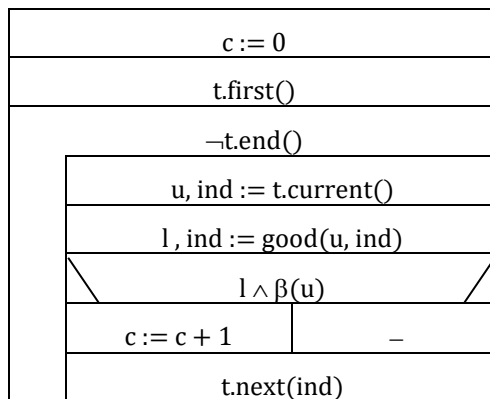 c := 0
t.first()
¬t.end()
u, ind := t.current()
l , ind := good(u, ind)
l ∧ β(u)
c := c + 1 –
t.next(ind)